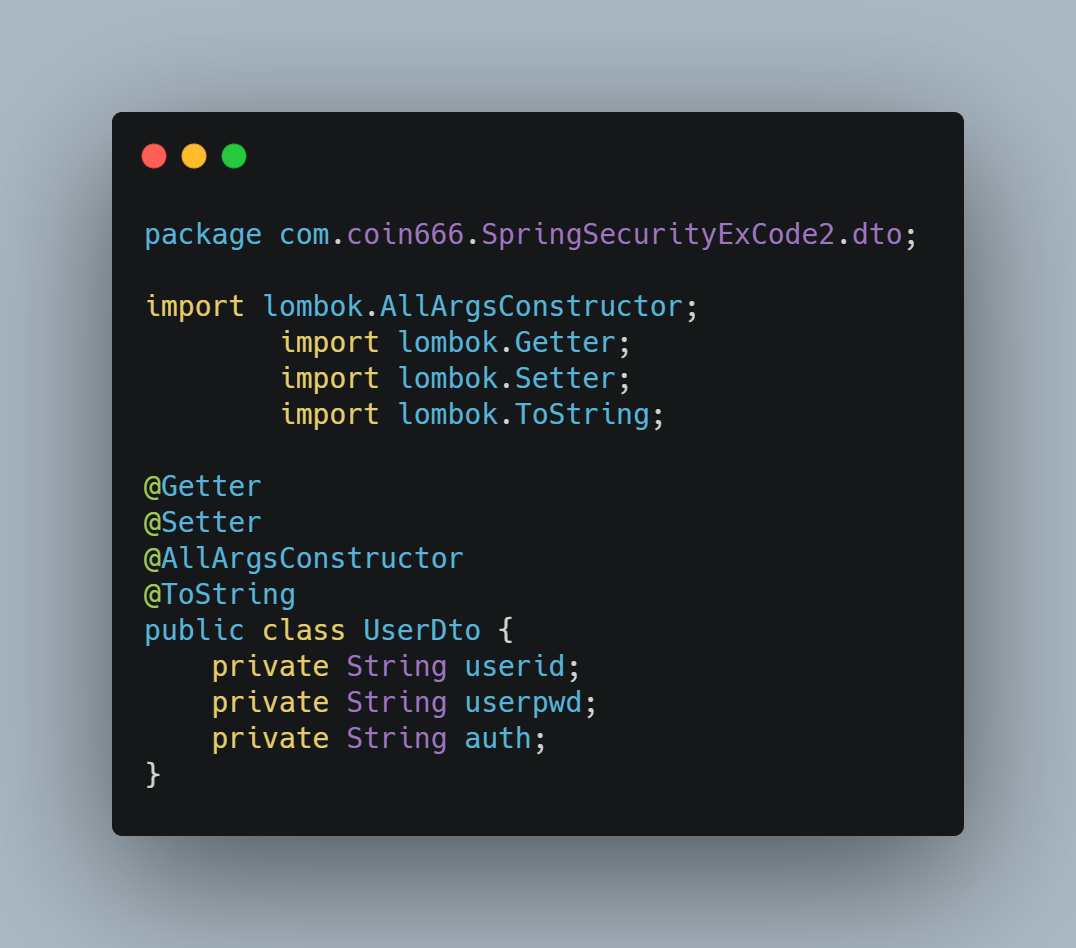 package com.coin666.SpringSecurityExCode2.dto;

import lombok.AllArgsConstructor;
        import lombok.Getter;
        import lombok.Setter;
        import lombok.ToString;

@Getter
@Setter
@AllArgsConstructor
@ToString
public class UserDto {
    private String userid;
    private String userpwd;
    private String auth;
}